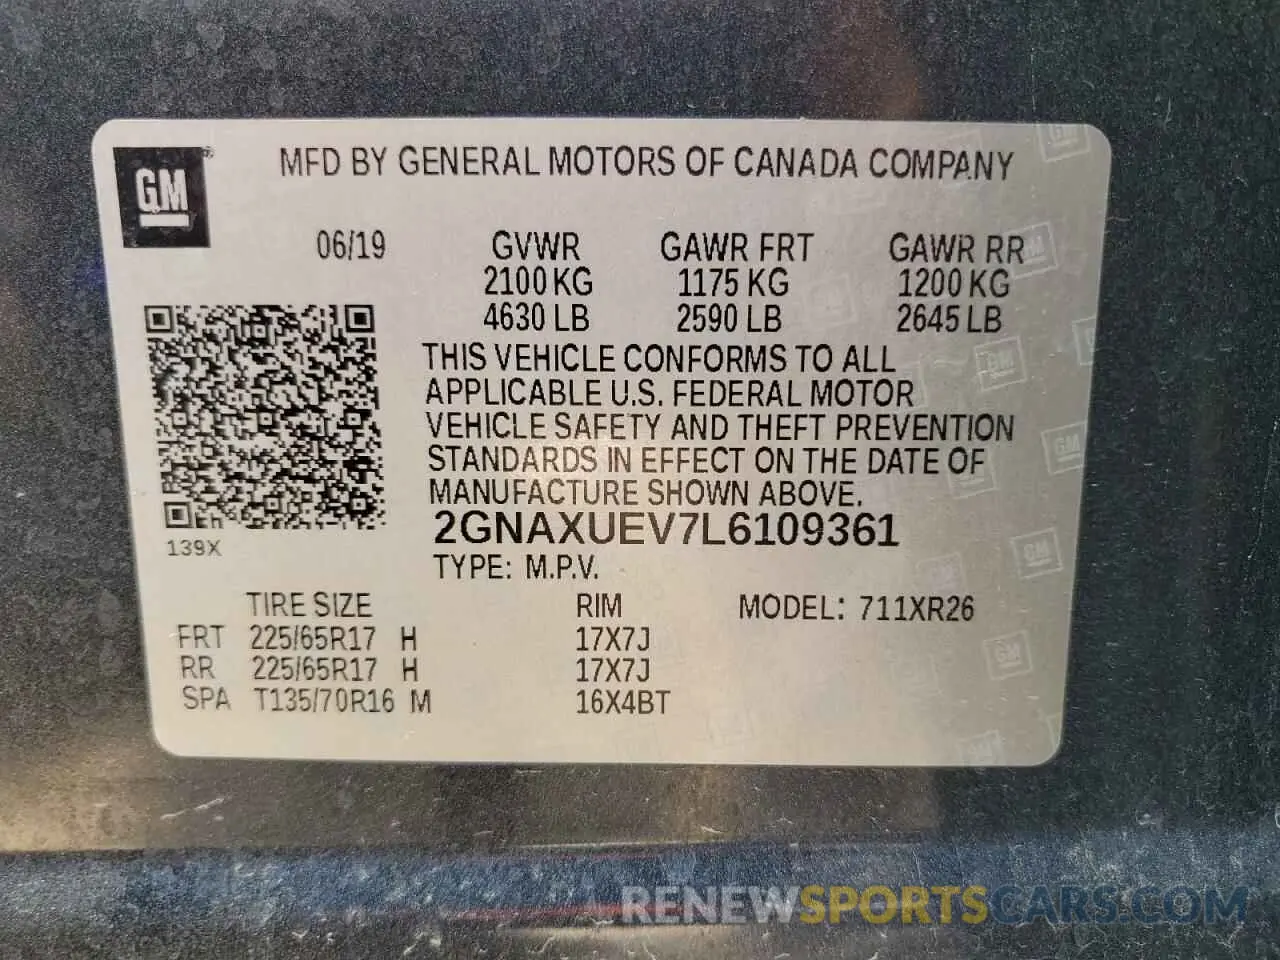 GM
MFD BY GENERAL MOTORS OF CANADA COMPANY
06/19 GVWR GAWR FRT GAWR RR
2100 KG 1175 KG 1200 KG
4630 LB 2590 LB 2645 LB
THIS VEHICLE CONFORMS TO ALL
APPLICABLE U.S. FEDERAL MOTOR
VEHICLE SAFETY AND THEFT PREVENTION
STANDARDS IN EFFECT ON THE DATE OF
MANUFACTURE SHOWN ABOVE.
2GNAXUEV7L6109361
139X
TYPE: M.P.V.
TIRE SIZE RIM MODEL: 711XR26
FRT 225/65R17 H 17X7J
RR 225/65R17 H 17X7J
SPA T135/70R16 M 16X4BT
RENEWSPORTSCARS.COM